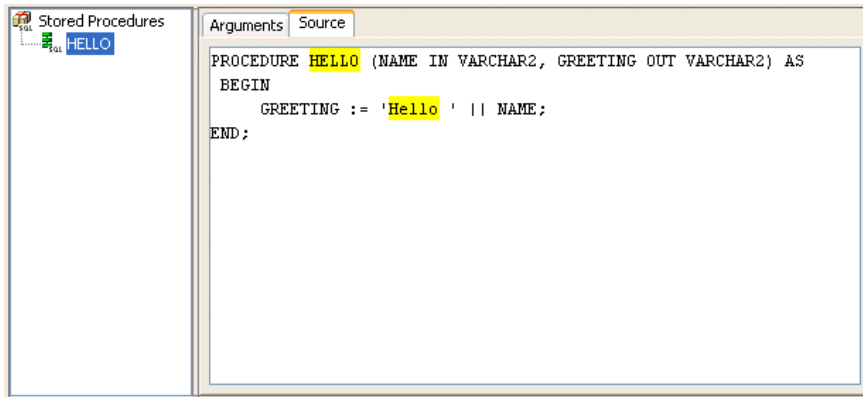 Stored Procedures
HELLO
Arguments Source
PROCEDURE HELLO (NAME IN VARCHAR2, GREETING OUT VARCHAR2) AS
BEGIN
GREETING := 'Hello ' || NAME;
END;